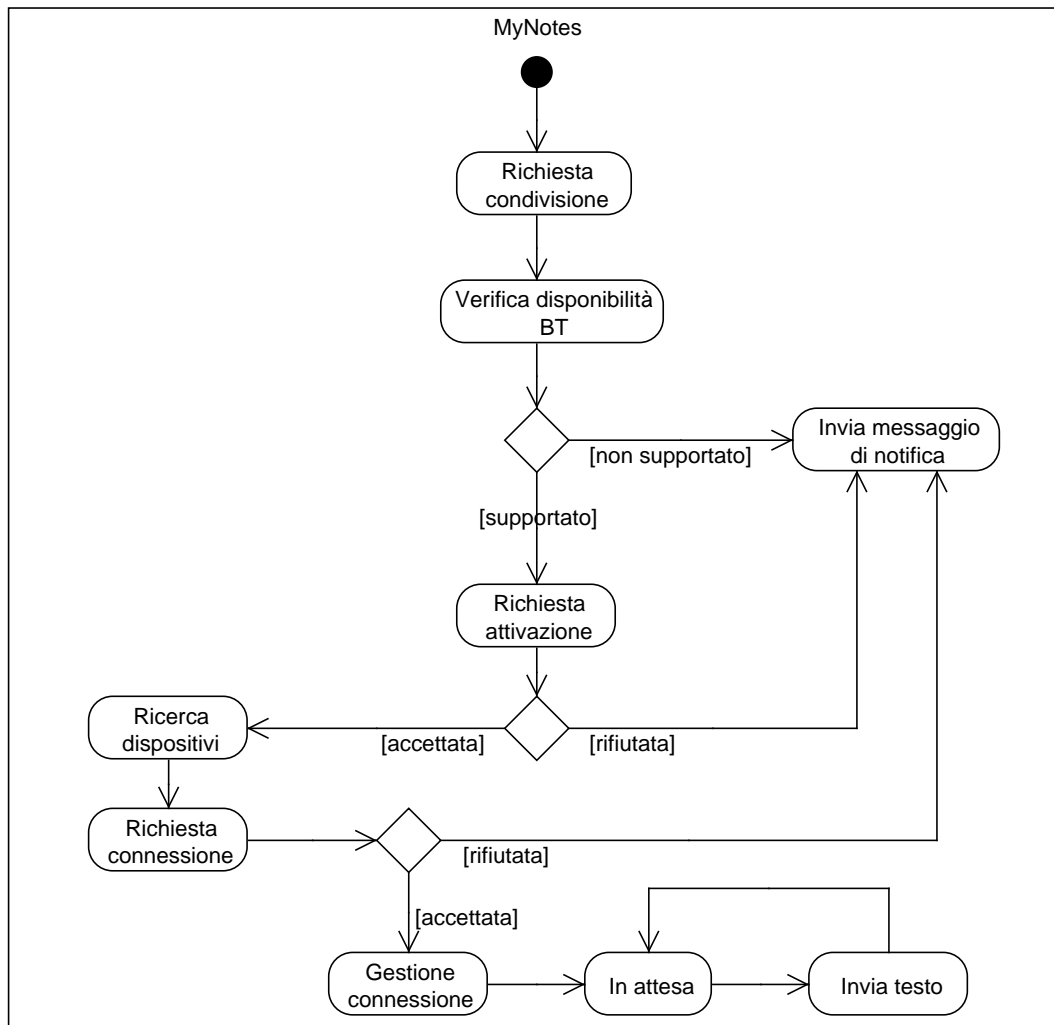 MyNotes
Richiesta
condivisione
Verifica disponibilità
BT
[non supportato]
Invia messaggio
di notifica
[supportato]
Richiesta
attivazione
Ricerca
dispositivi
[accettata]
[rifiutata]
Richiesta
connessione
[rifiutata]
[accettata]
Gestione
connessione
In attesa
Invia testo